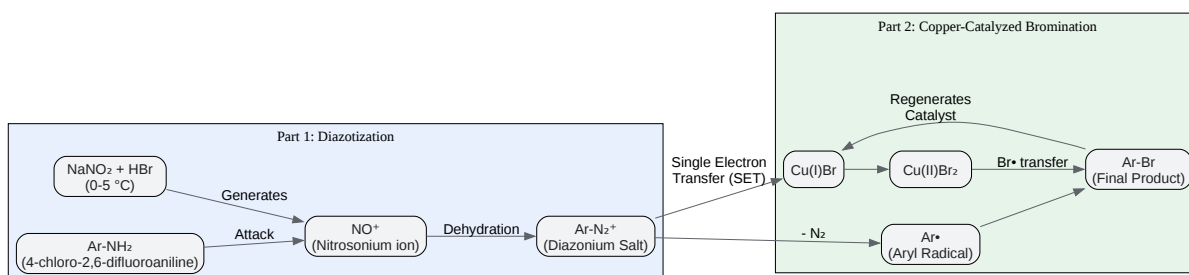 Part 1: Diazotization
NaNO₂ + HBr
(0-5 °C)
Generates
Ar-NH₂
(4-chloro-2,6-difluoroaniline)
Attack
NO⁺
(Nitrosonium ion)
Dehydration
Ar-N₂⁺
(Diazonium Salt)
Single Electron
Transfer (SET)
- N₂
Part 2: Copper-Catalyzed Bromination
Regenerates
Catalyst
Cu(I)Br
Cu(II)Br₂
Br• transfer
Ar-Br
(Final Product)
Ar•
(Aryl Radical)